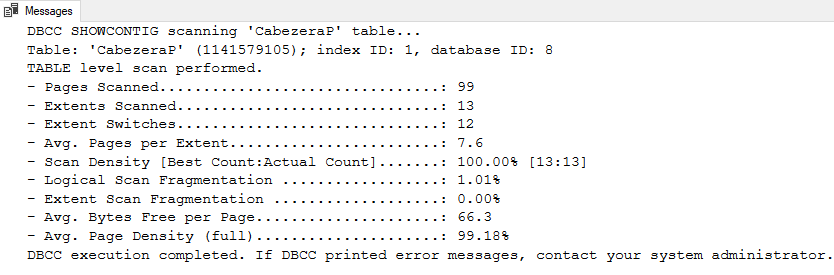 Messages
DBCC SHOWCONTIG scanning 'CabezeraP' table...
Table: 'CabezeraP' (1141579105); index ID: 1, database ID: 8
TABLE level scan performed.
- Pages Scanned................................: 99
- Extents Scanned..............................: 13
- Extent Switches..............................: 12
- Avg. Pages per Extent........................: 7.6
- Scan Density [Best Count:Actual Count].......: 100.00% [13:13]
- Logical Scan Fragmentation ..................: 1.01%
- Extent Scan Fragmentation ...................: 0.00%
- Avg. Bytes Free per Page.....................: 66.3
- Avg. Page Density (full).....................: 99.18%
DBCC execution completed. If DBCC printed error messages, contact your system administrator.